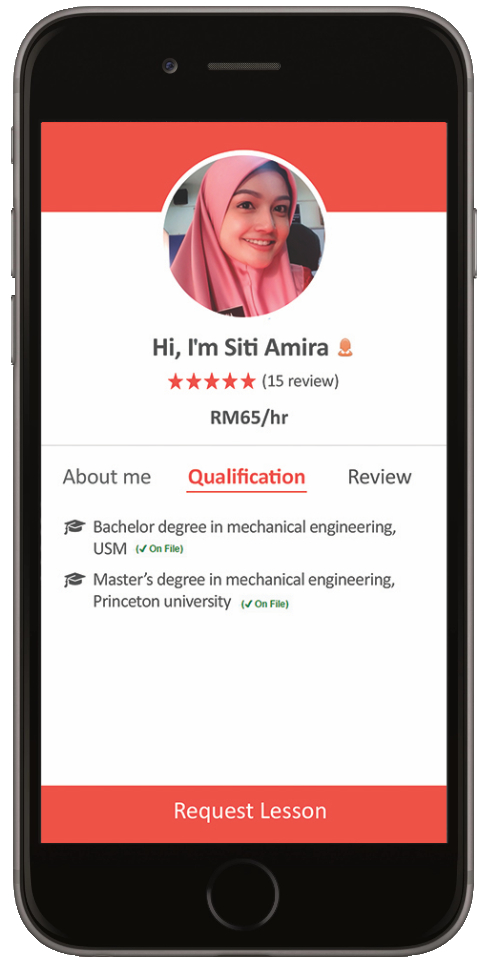 Hi, I'm Siti Amira
★★★★★ (15 review)
RM65/hr
About me Qualification Review
Bachelor degree in mechanical engineering,
USM (✓ On File)
Master's degree in mechanical engineering,
Princeton university (✓ On File)
Request Lesson